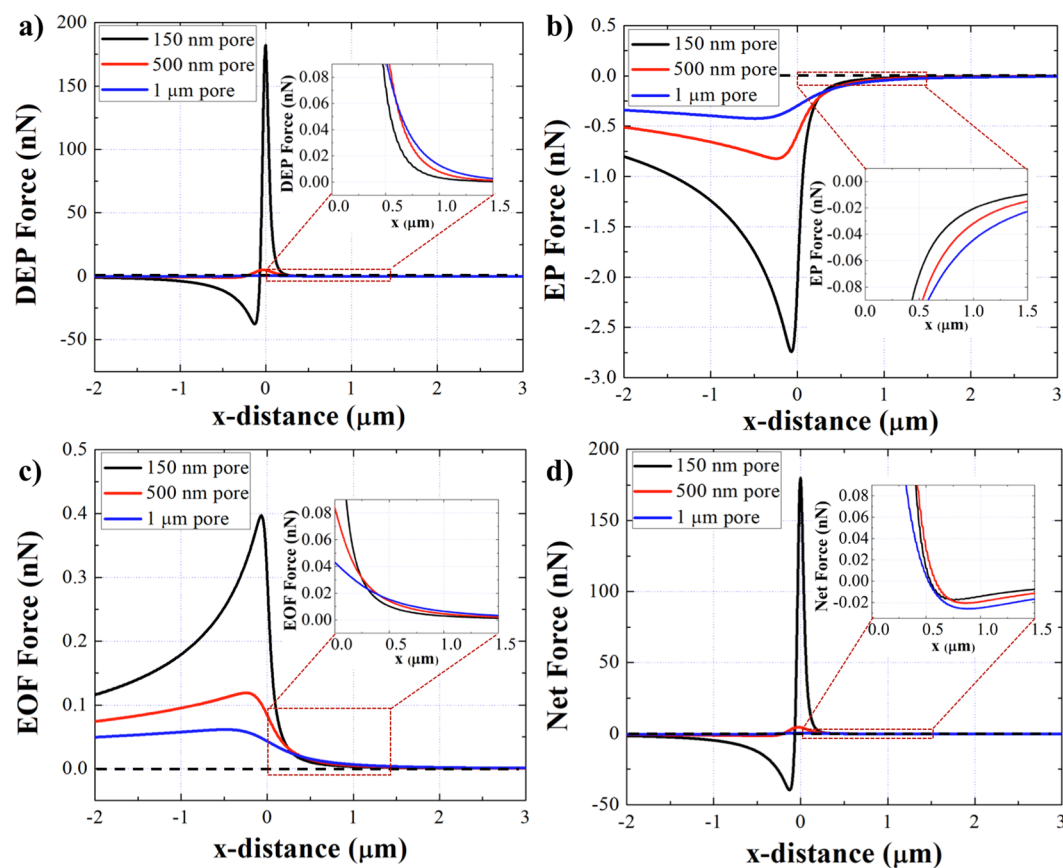 a)
200
150
100
50
0
-50
DEP Force (nN)
150 nm pore
500 nm pore
1 μm pore
0.08
0.06
0.04
0.02
0.00
DEP Force (nN)
0.0 0.5 1.0 1.5
x (μm)
-2 -1 0 1 2 3
x-distance (μm)
b)
0.5
0.0
-0.5
-1.0
-1.5
-2.0
-2.5
-3.0
EP Force (nN)
150 nm pore
500 nm pore
1 μm pore
0.00
-0.02
-0.04
-0.06
-0.08
EP Force (nN)
0.0 0.5 1.0 1.5
x (μm)
-2 -1 0 1 2 3
x-distance (μm)
c)
0.5
0.4
0.3
0.2
0.1
0.0
EOF Force (nN)
150 nm pore
500 nm pore
1 μm pore
0.08
0.06
0.04
0.02
0.00
EOF Force (nN)
0.0 0.5 1.0 1.5
x (μm)
-2 -1 0 1 2 3
x-distance (μm)
d)
200
150
100
50
0
-50
Net Force (nN)
150 nm pore
500 nm pore
1 μm pore
0.08
0.06
0.04
0.02
0.00
-0.02
Net Force (nN)
0.0 0.5 1.0 1.5
x (μm)
-2 -1 0 1 2 3
x-distance (μm)